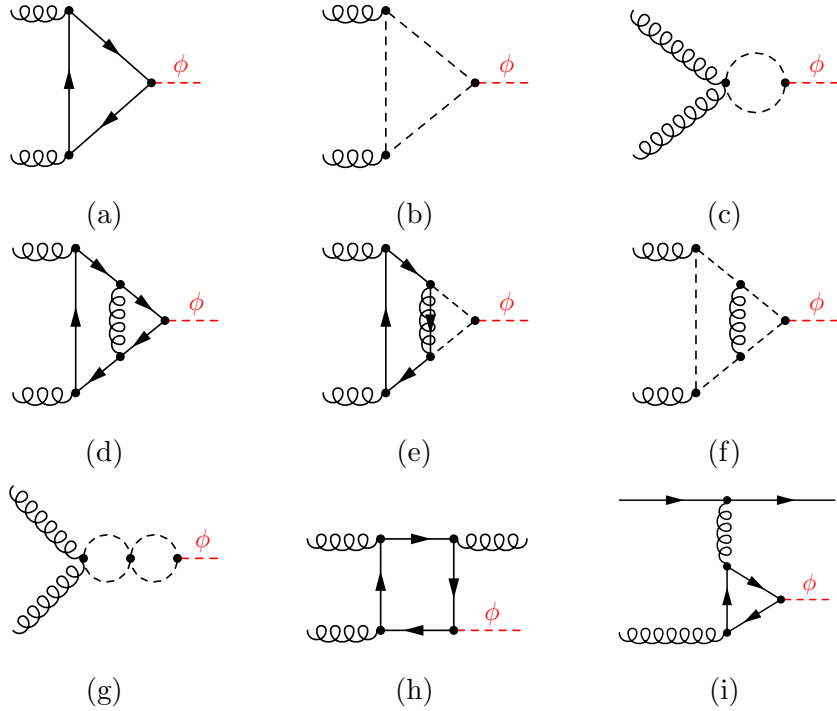 ϕ ϕ ϕ
(a) (b) (c)
ϕ ϕ ϕ
(d) (e) (f)
ϕ ϕ ϕ
(g) (h) (i)